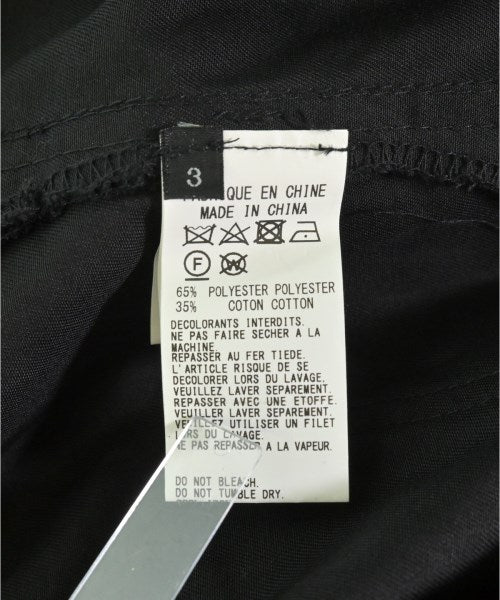 3
FABRIQUE EN CHINE
MADE IN CHINA
F W
65% POLYESTER POLYESTER
35% COTON COTTON
DECOLORANTS INTERDITS.
NE PAS FAIRE SECHER A LA
MACHINE.
REPASSER AU FER TIEDE.
L'ARTICLE RISQUE DE SE
DECOLORER LORS DU LAVAGE.
VEUILLEZ LAVER SEPAREMENT.
REPASSER AVEC UNE ETOFFE.
VEUILLER LAVER SEPAREMENT.
VEUILLEZ UTILISER UN FILET
LORS DU LAVAGE.
NE PAS REPASSER A LA VAPEUR.
DO NOT BLEACH.
DO NOT TUMBLE DRY.